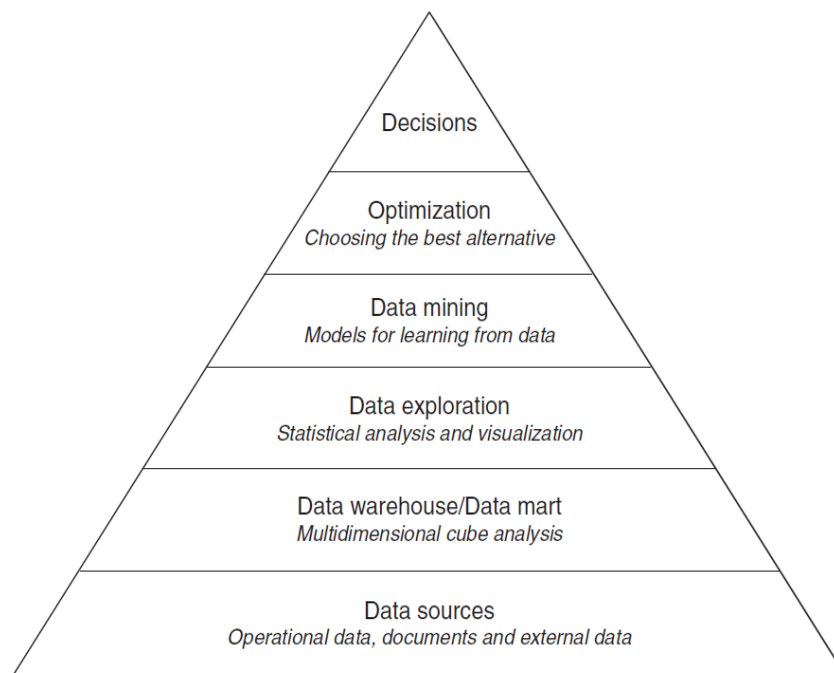 Decisions
Optimization
Choosing the best alternative
Data mining
Models for learning from data
Data exploration
Statistical analysis and visualization
Data warehouse/Data mart
Multidimensional cube analysis
Data sources
Operational data, documents and external data